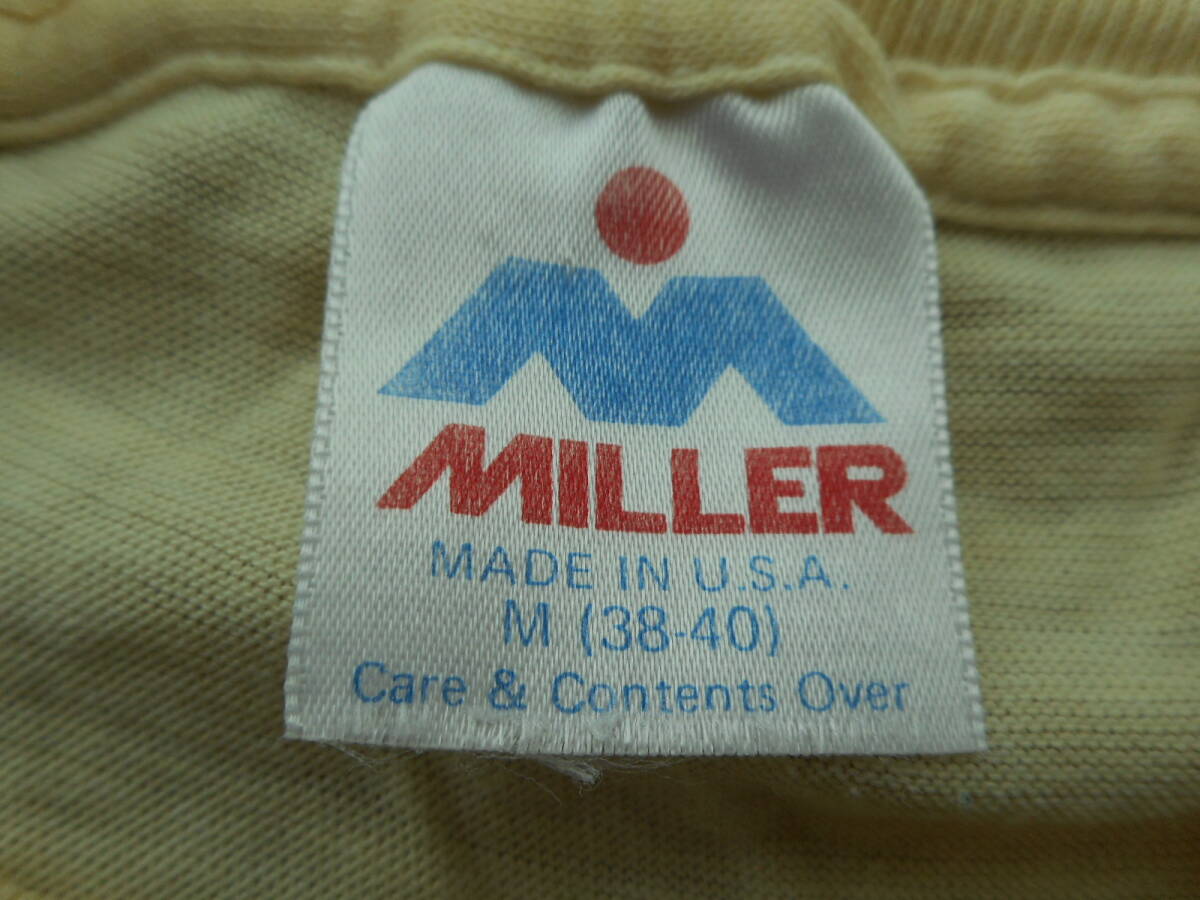 MILLER
MADE IN U.S.A.
M (38-40)
Care & Contents Over